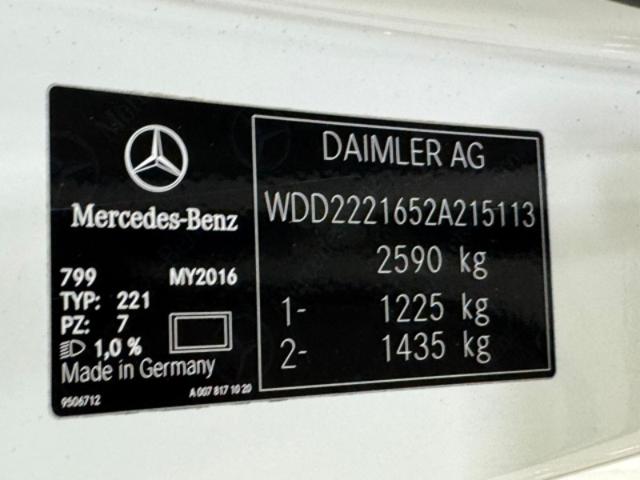 Mercedes-Benz
799 MY2016
TYP: 221
PZ: 7
1,0 %
Made in Germany
9506712 A 007 817 10 20
DAIMLER AG
WDD2221652A215113
2590 kg
1- 1225 kg
2- 1435 kg